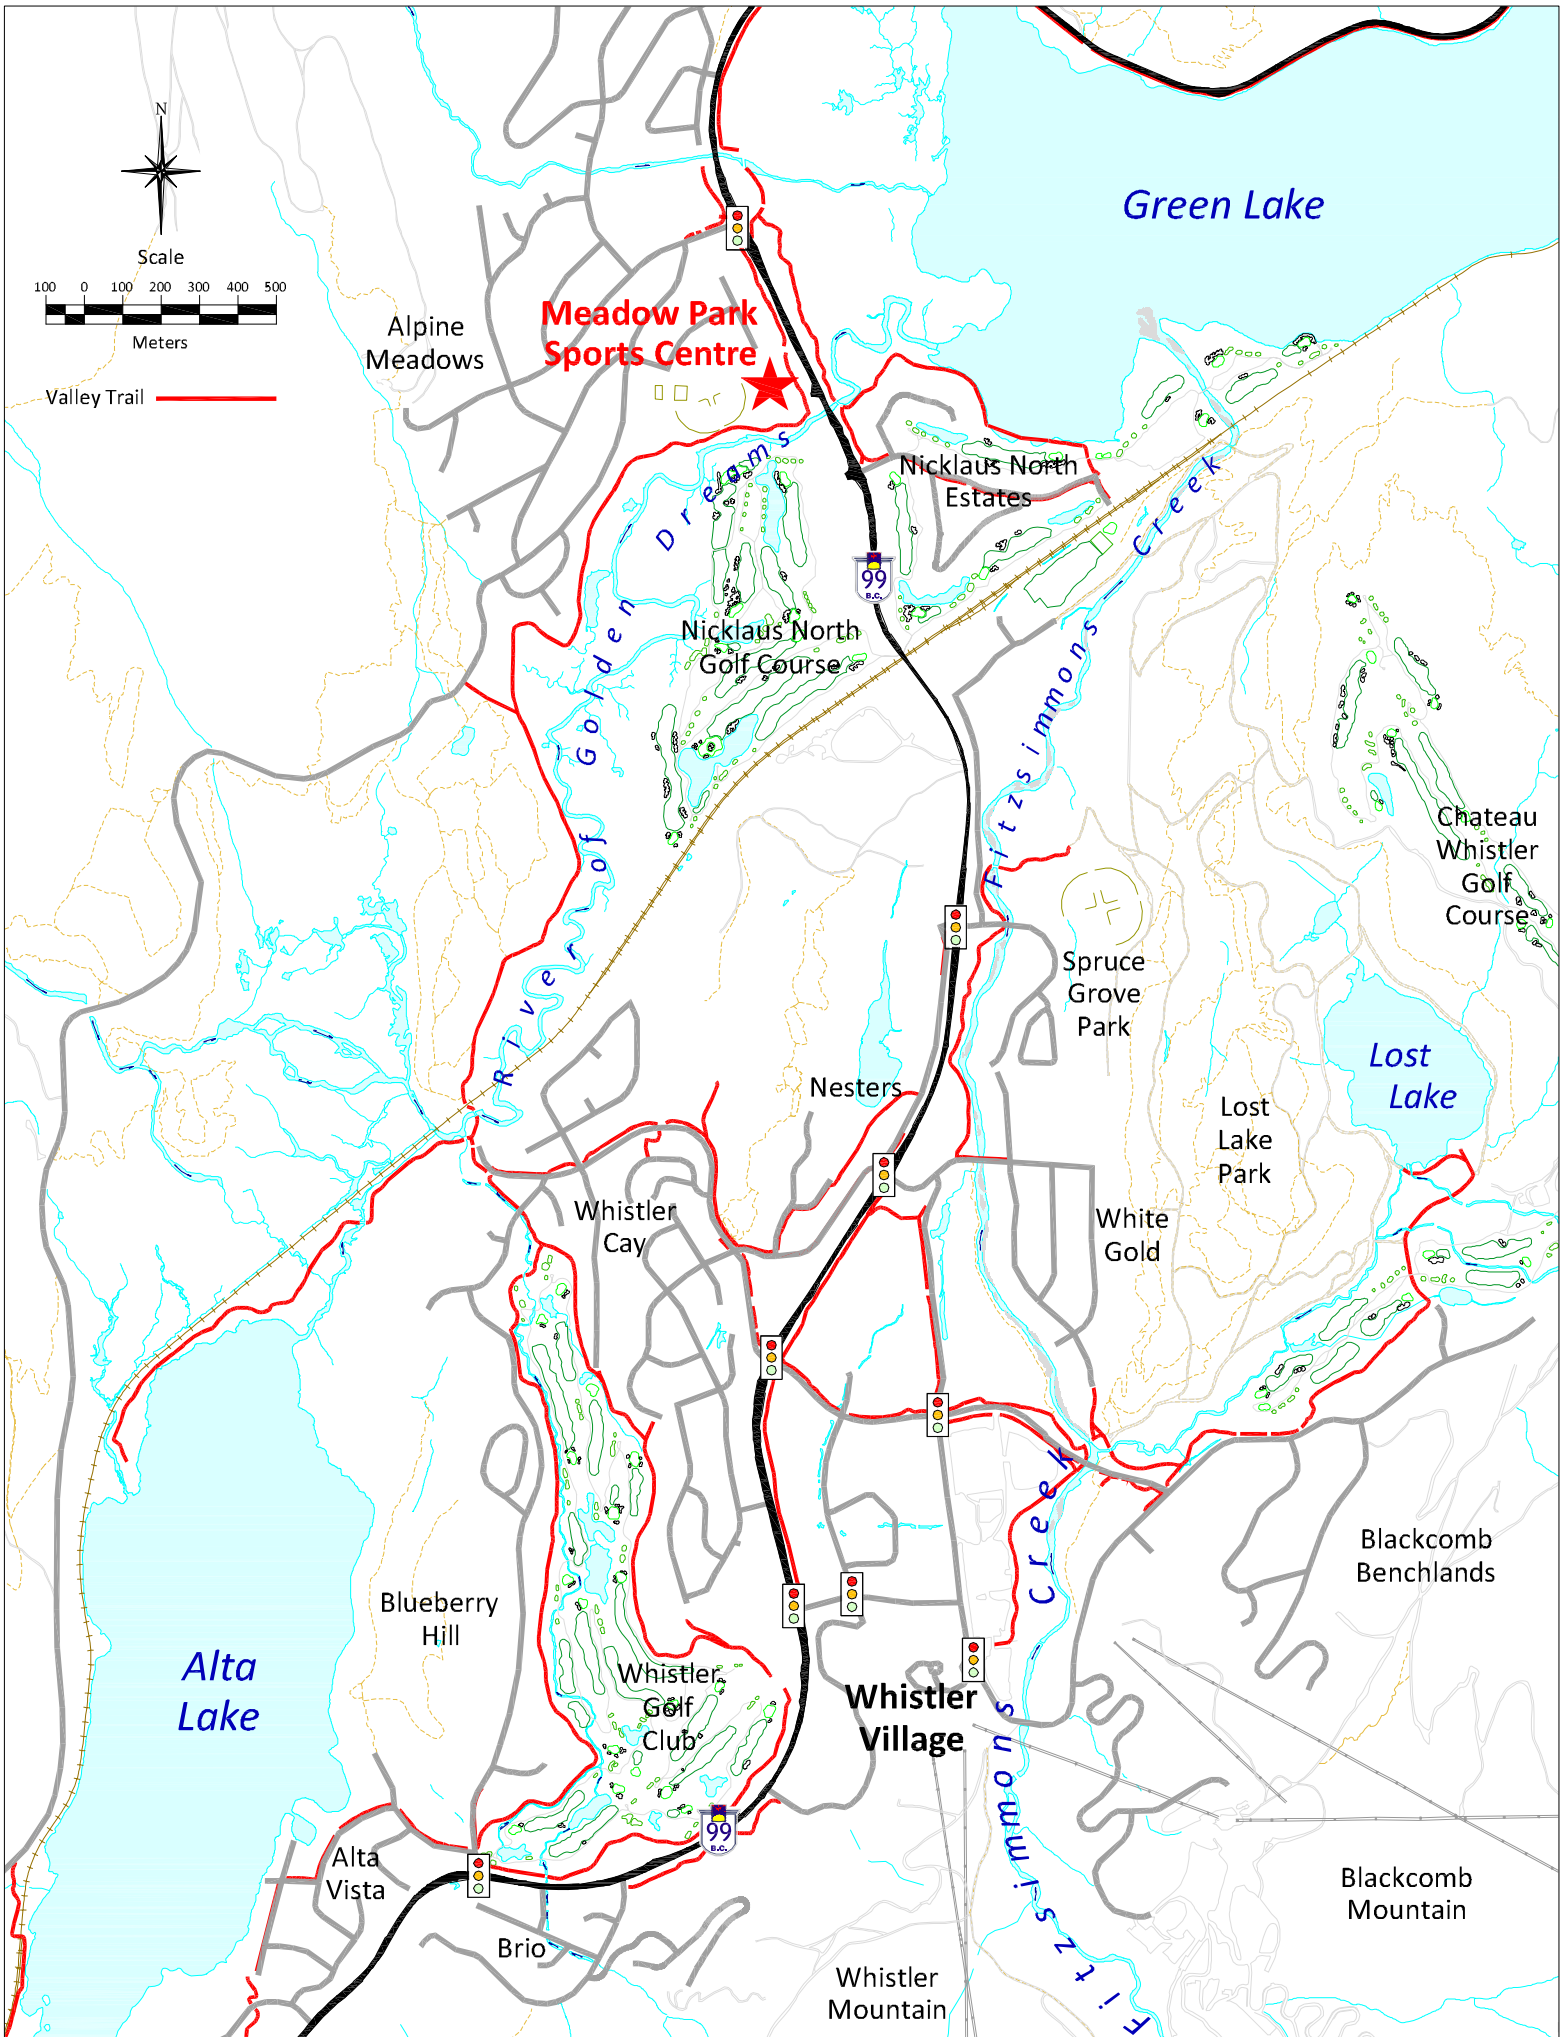 N
Scale
100 0 100 200 300 400 500
Meters
Valley Trail
Green Lake
Meadow Park
Sports Centre
Alpine
Meadows
Nicklaus North
Estates
River of Golden Dreams
Fitzsimmons Creek
99
B.C.
Nicklaus North
Golf Course
Chateau
Whistler
Golf
Course
Spruce
Grove
Park
Lost
Lake
Nesters
Lost
Lake
Park
Whistler
Cay
White
Gold
Blackcomb
Benchlands
Blueberry
Hill
Alta
Lake
Whistler
Golf
Club
Whistler
Village
Fitzsimmons Creek
99
B.C.
Alta
Vista
Brio
Blackcomb
Mountain
Whistler
Mountain